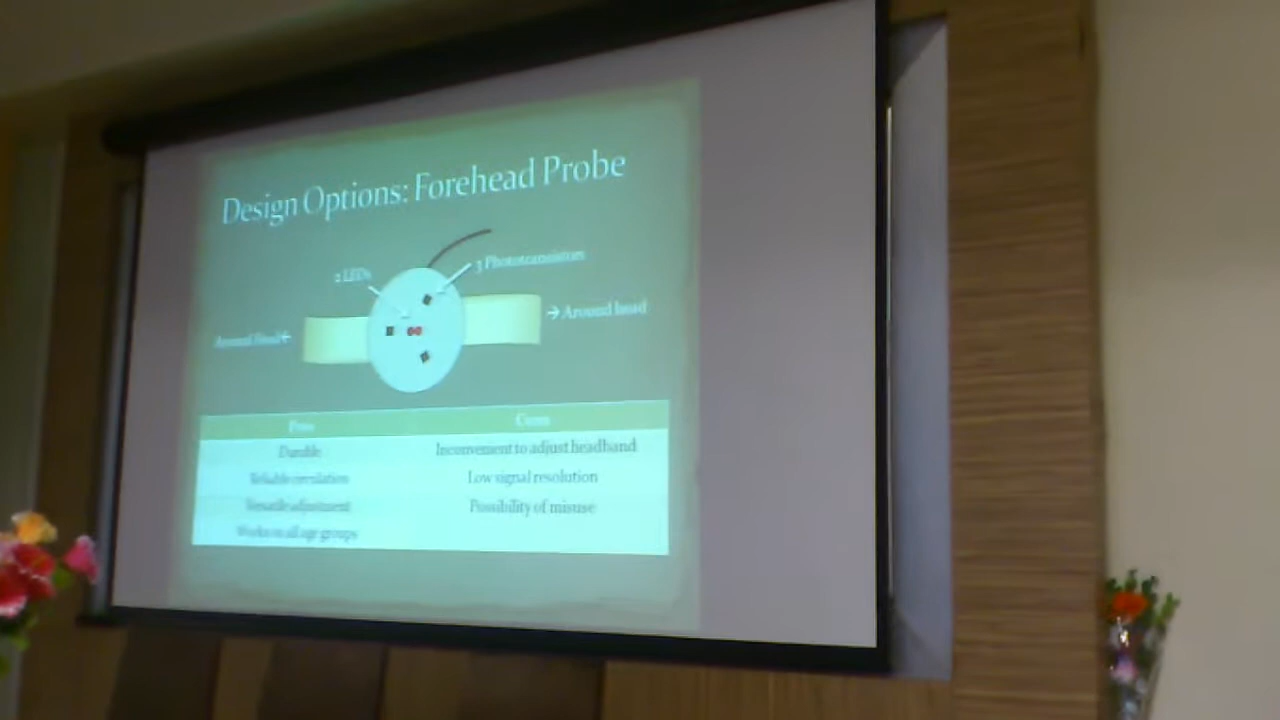 Design Options: Forehead Probe
2 LEDs
3 Phototransistors
→ Around head
Around Head ←
Pros Cons
Durable Inconvenient to adjust headband
Reliable circulation Low signal resolution
Versatile adjustment Possibility of misuse
Works on all age groups